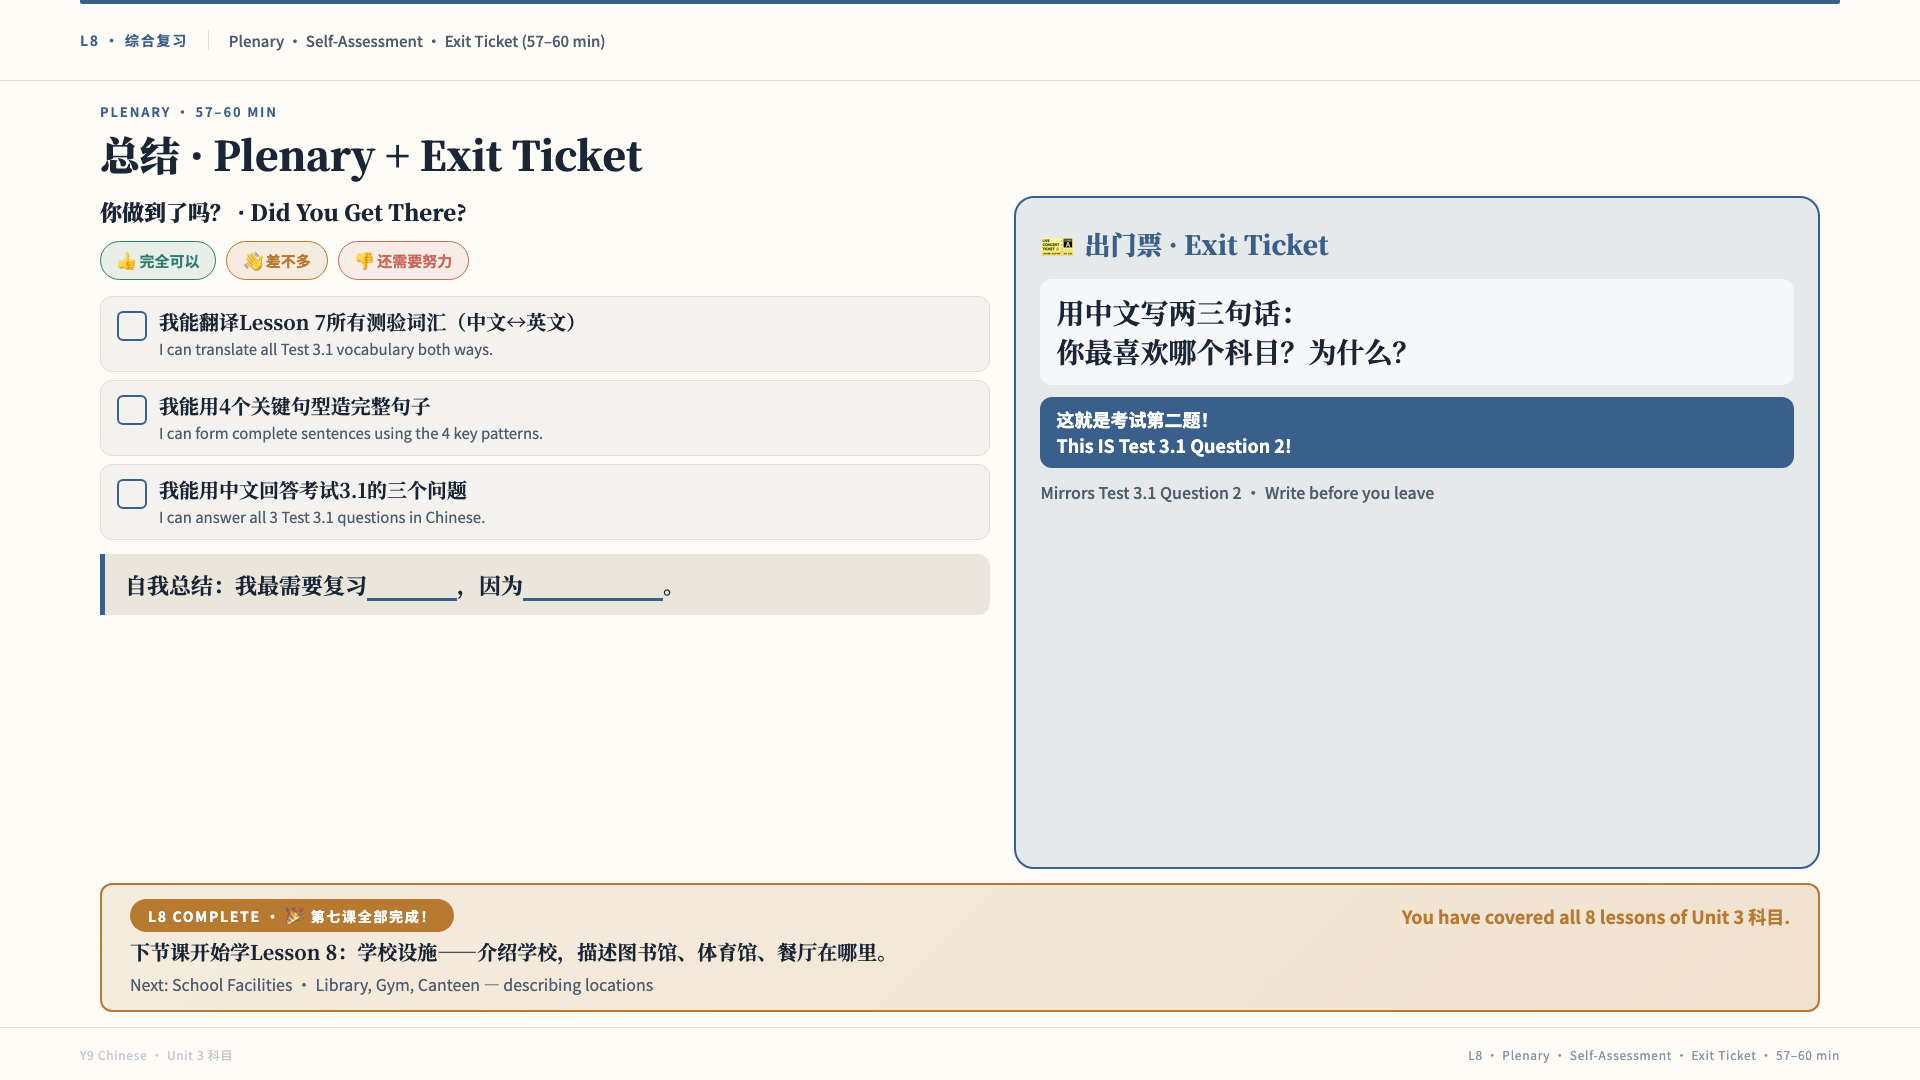 L8 • 综合复习
Plenary • Self-Assessment • Exit Ticket (57–60 min)
PLENARY • 57–60 MIN
总结 · Plenary + Exit Ticket
你做到了吗？ · Did You Get There?
👍 完全可以
👋 差不多
👎 还需要努力
我能翻译Lesson 7所有测验词汇（中文↔英文）
I can translate all Test 3.1 vocabulary both ways.
我能用4个关键句型造完整句子
I can form complete sentences using the 4 key patterns.
我能用中文回答考试3.1的三个问题
I can answer all 3 Test 3.1 questions in Chinese.
自我总结：我最需要复习________，因为____________。
🎫 出门票 · Exit Ticket
用中文写两三句话：
你最喜欢哪个科目？为什么？
这就是考试第二题！
This IS Test 3.1 Question 2!
Mirrors Test 3.1 Question 2 • Write before you leave
L8 COMPLETE • 🎉 第七课全部完成！
You have covered all 8 lessons of Unit 3 科目.
下节课开始学Lesson 8：学校设施——介绍学校，描述图书馆、体育馆、餐厅在哪里。
Next: School Facilities • Library, Gym, Canteen — describing locations
Y9 Chinese • Unit 3 科目
L8 • Plenary • Self-Assessment • Exit Ticket • 57–60 min